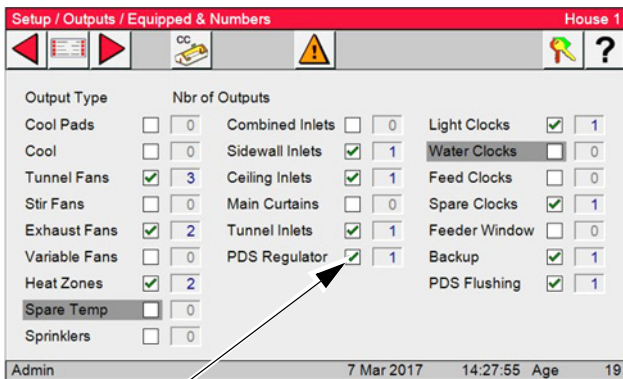 Setup / Outputs / Equipped & Numbers House 1
CC
?
Output Type Nbr of Outputs
Cool Pads 0 Combined Inlets 0 Light Clocks 1
Cool 0 Sidewall Inlets 1 Water Clocks 0
Tunnel Fans 3 Ceiling Inlets 1 Feed Clocks 0
Stir Fans 0 Main Curtains 0 Spare Clocks 1
Exhaust Fans 2 Tunnel Inlets 1 Feeder Window 0
Variable Fans 0 PDS Regulator 1 Backup 1
Heat Zones 2 PDS Flushing 1
Spare Temp 0
Sprinklers 0
Admin 7 Mar 2017 14:27:55 Age 19